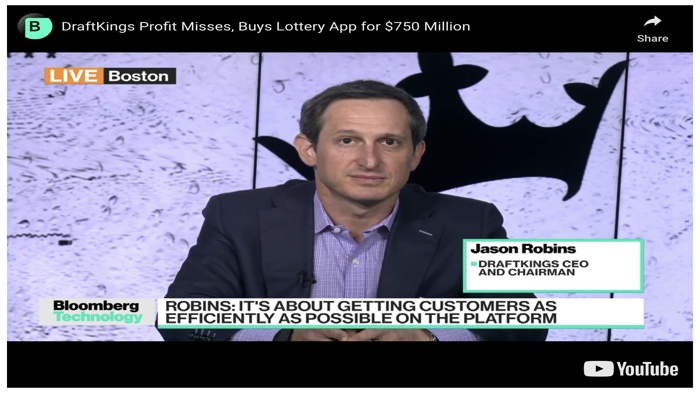 B
DraftKings Profit Misses, Buys Lottery App for $750 Million
Share
LIVE Boston
Jason Robins
DRAFTKINGS CEO
AND CHAIRMAN
Bloomberg
Technology
ROBINS: IT'S ABOUT GETTING CUSTOMERS AS
EFFICIENTLY AS POSSIBLE ON THE PLATFORM
YouTube